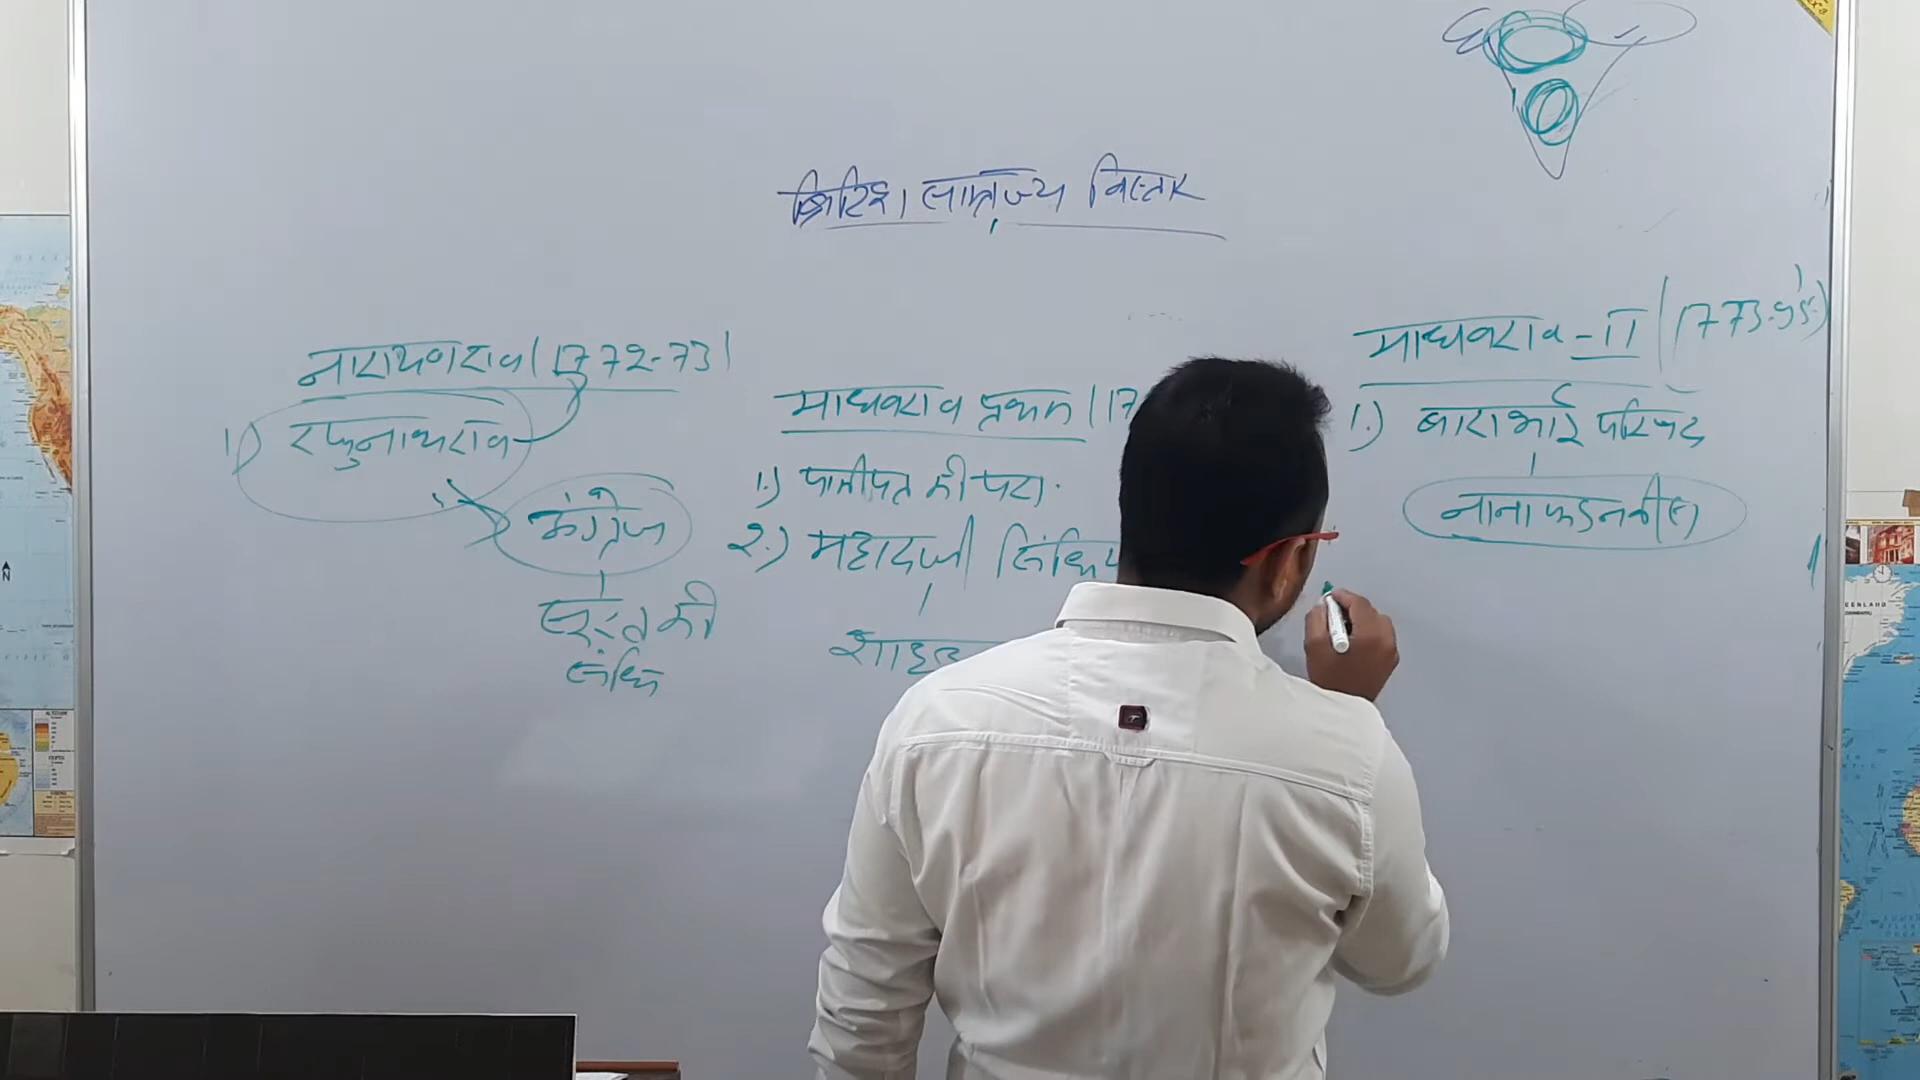 ब्रिटिश साम्राज्य विस्तार
नारायणराव (1772-73)
1) रघुनाथराव
अंग्रेज
सूरत की
संधि
माधवराव प्रथम (17
1.) पानीपत की परा.
2.) महादजी सिंधिया
शाह
माधवराव-II (1773-95)
1.) बाराभाई परिषद
नाना फडनवीस